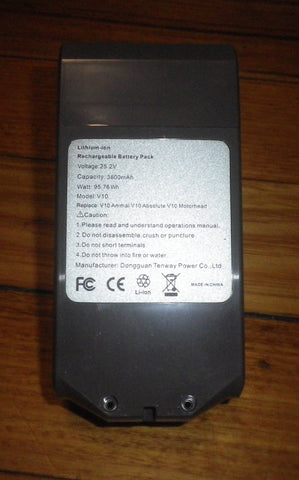 Lithium-ion
Rechargeable Battery Pack
Voltage:25.2V
Capacity:3800mAh
Watt:95.76Wh
Model:V10
Replace:V10 Animal V10 Absolute V10 Motorhead
⚠Caution:
1.Please read and understand operations manual.
2.Do not disassemble,crush or puncture.
3.Do not short terminals
4.Do not throw into fire or water.
Manufacturer: Dongguan Tenway Power Co.,Ltd
FC CE Li-ion MADE IN CHINA